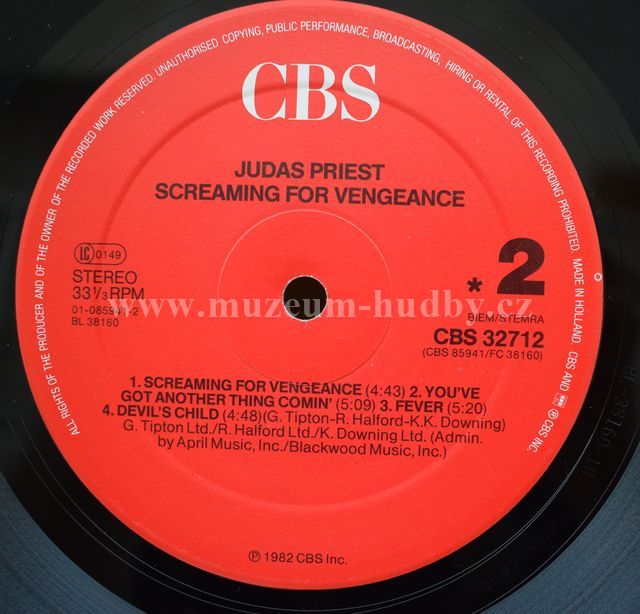 ALL RIGHTS OF THE PRODUCER AND OF THE OWNER OF THE RECORDED WORK RESERVED. UNAUTHORISED COPYING, PUBLIC PERFORMANCE, BROADCASTING, HIRING OR RENTAL OF THIS RECORDING PROHIBITED. MADE IN HOLLAND. CBS AND ® CBS INC.
CBS
JUDAS PRIEST
SCREAMING FOR VENGEANCE
LC 0149
STEREO
33⅓RPM
01-085941-2
BL 38160
* 2
BIEM/STEMRA
CBS 32712
(CBS 85941/FC 38160)
www.muzeum-hudby.cz
1. SCREAMING FOR VENGEANCE (4:43) 2. YOU'VE
GOT ANOTHER THING COMIN' (5:09) 3. FEVER (5:20)
4. DEVIL'S CHILD (4:48)(G. Tipton-R. Halford-K.K. Downing)
G. Tipton Ltd./R. Halford Ltd./K. Downing Ltd. (Admin.
by April Music, Inc./Blackwood Music, Inc.)
℗ 1982 CBS Inc.